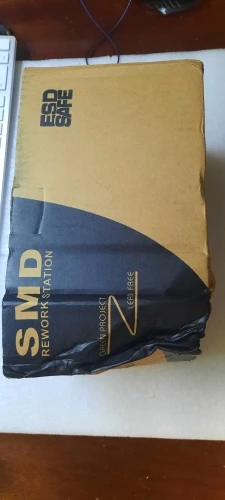 ESD
SAFE
SMD
REWORK STATION
GREEN PROJECT
LEAD FREE